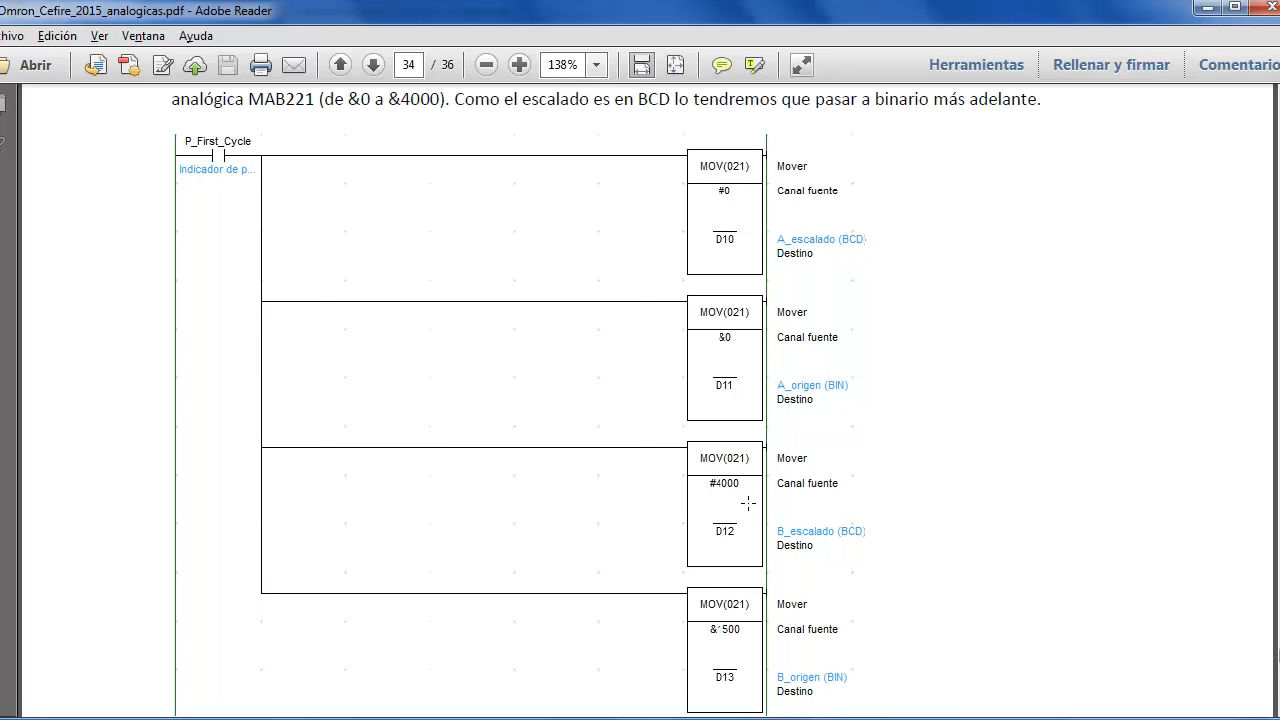 Omron_Cefire_2015_analogicas.pdf - Adobe Reader
Edición Ver Ventana Ayuda
Abrir 34 / 36 138% Herramientas Rellenar y firmar Comentario
analógica MAB221 (de &0 a &4000). Como el escalado es en BCD lo tendremos que pasar a binario más adelante.
P_First_Cycle
Indicador de p...
MOV(021) Mover
#0 Canal fuente
D10 A_escalado (BCD)
Destino
MOV(021) Mover
&0 Canal fuente
D11 A_origen (BIN)
Destino
MOV(021) Mover
#4000 Canal fuente
D12 B_escalado (BCD)
Destino
MOV(021) Mover
Canal fuente
D13 B_origen (BIN)
Destino